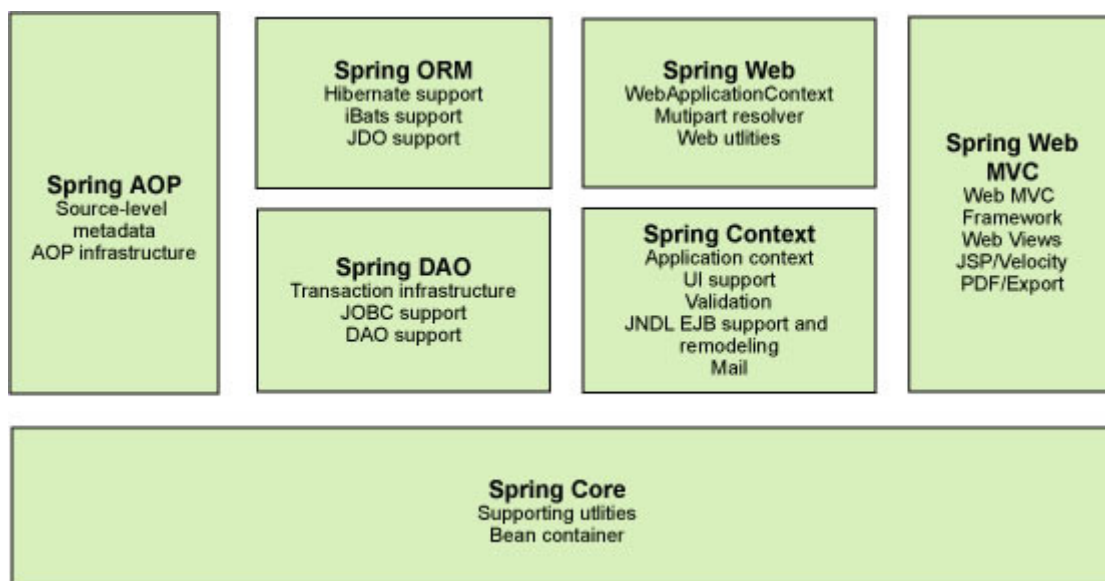 Spring AOP
Source-level
metadata
AOP infrastructure
Spring ORM
Hibernate support
iBats support
JDO support
Spring DAO
Transaction infrastructure
JOBC support
DAO support
Spring Web
WebApplicationContext
Mutipart resolver
Web utlities
Spring Context
Application context
UI support
Validation
JNDL EJB support and
remodeling
Mail
Spring Web
MVC
Web MVC
Framework
Web Views
JSP/Velocity
PDF/Export
Spring Core
Supporting utlities
Bean container